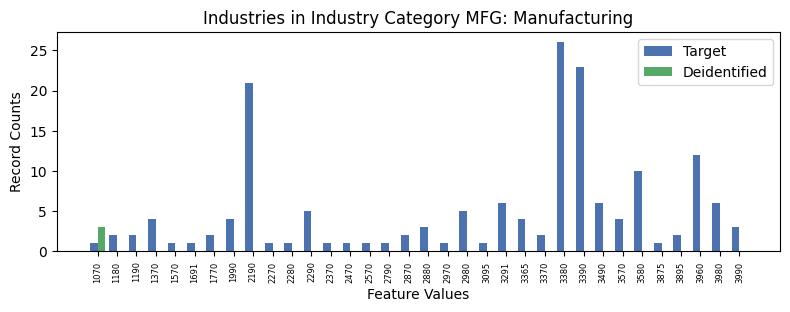 Industries in Industry Category MFG: Manufacturing
Target
Deidentified
Record Counts
25
20
15
10
5
0
1070 1180 1190 1370 1570 1691 1770 1990 2190 2270 2280 2290 2370 2470 2570 2790 2870 2880 2970 2980 3095 3291 3365 3370 3380 3390 3490 3570 3580 3875 3895 3960 3980 3990
Feature Values